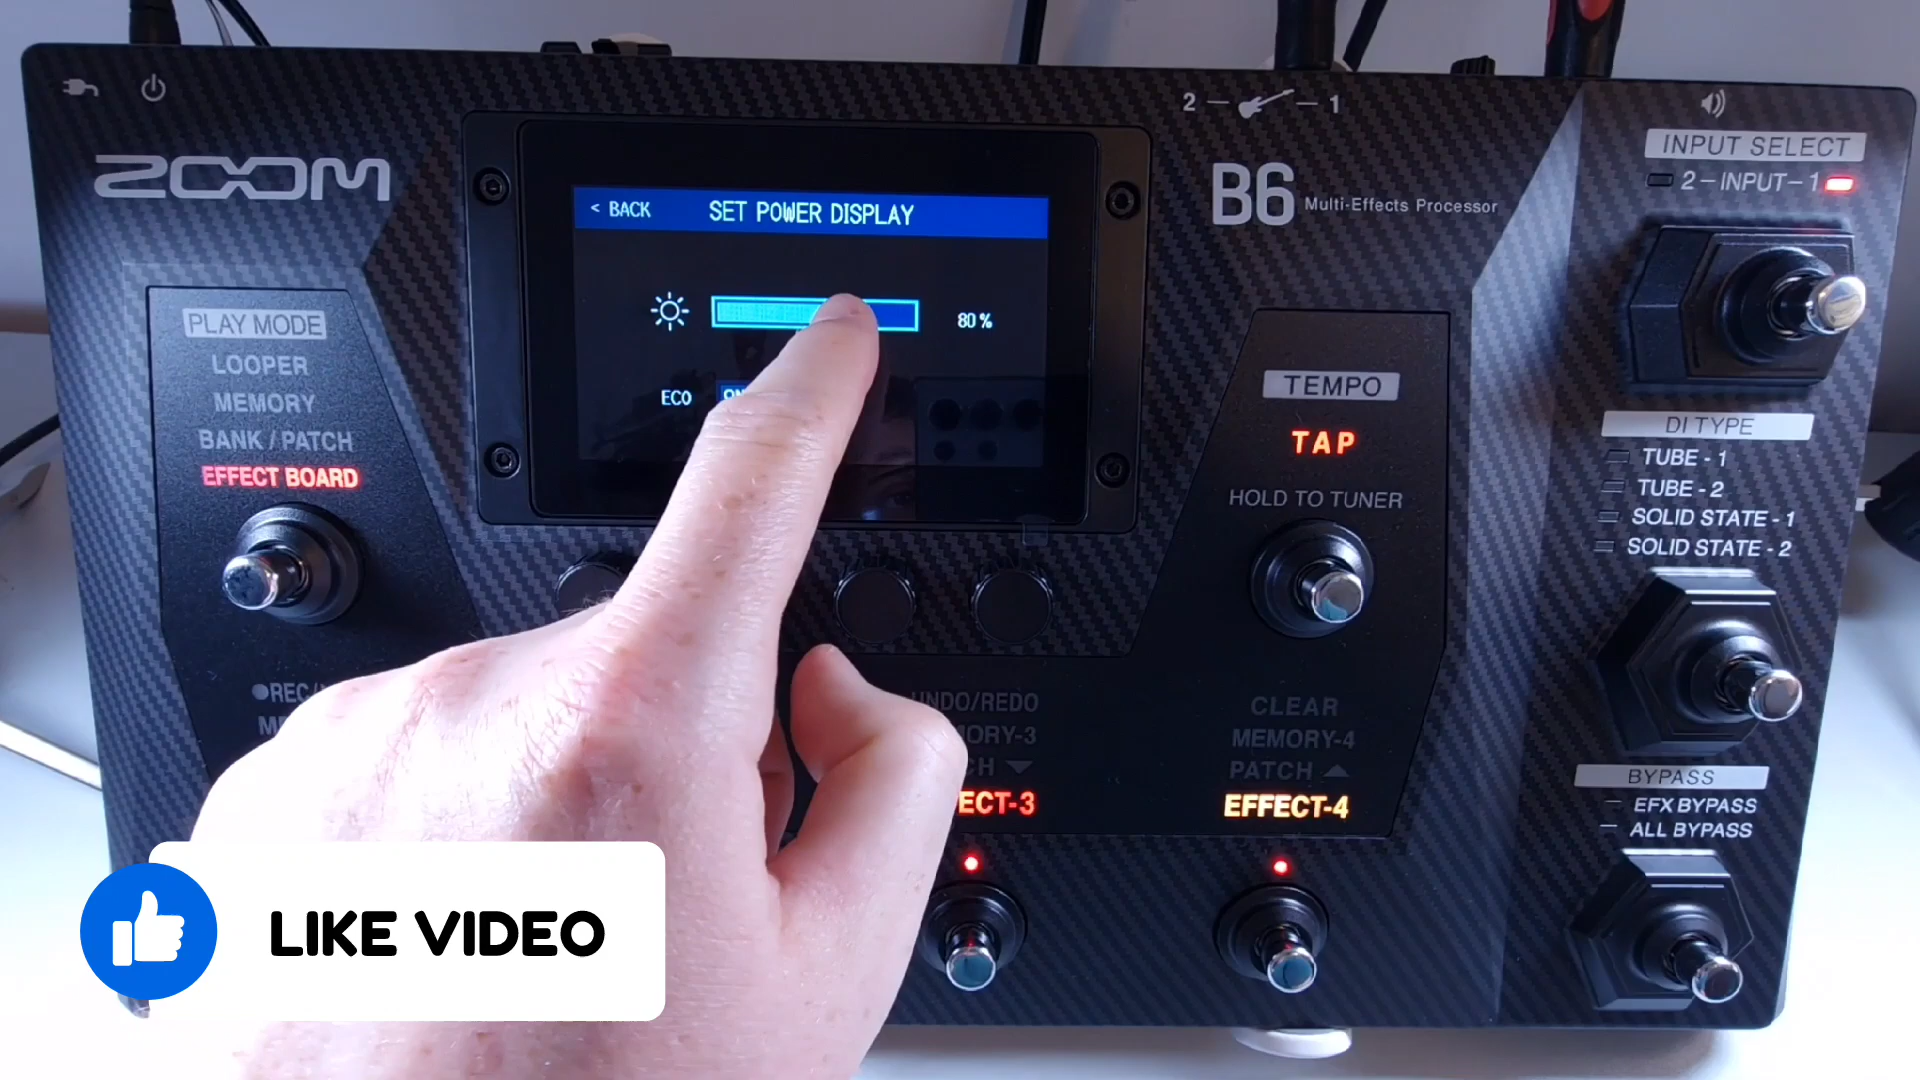 2 — 1
ZOOM
B6 Multi-Effects Processor
INPUT SELECT
2 – INPUT – 1
< BACK
SET POWER DISPLAY
80 %
ECO
PLAY MODE
LOOPER
MEMORY
BANK / PATCH
EFFECT BOARD
TEMPO
TAP
HOLD TO TUNER
DI TYPE
TUBE - 1
TUBE - 2
SOLID STATE - 1
SOLID STATE - 2
UNDO/REDO
CLEAR
MEMORY-4
PATCH
EFFECT-4
BYPASS
EFX BYPASS
ALL BYPASS
LIKE VIDEO